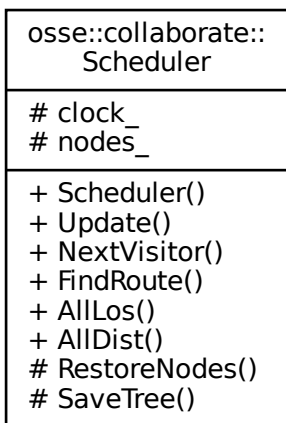 osse::collaborate::
Scheduler
# clock_
# nodes_
+ Scheduler()
+ Update()
+ NextVisitor()
+ FindRoute()
+ AllLos()
+ AllDist()
# RestoreNodes()
# SaveTree()